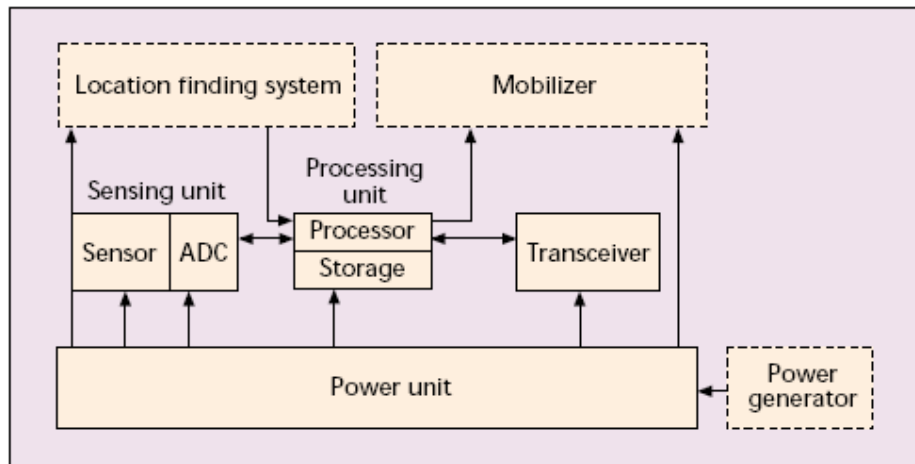 Location finding system
Mobilizer
Sensing unit
Processing
unit
Sensor
ADC
Processor
Storage
Transceiver
Power unit
Power
generator